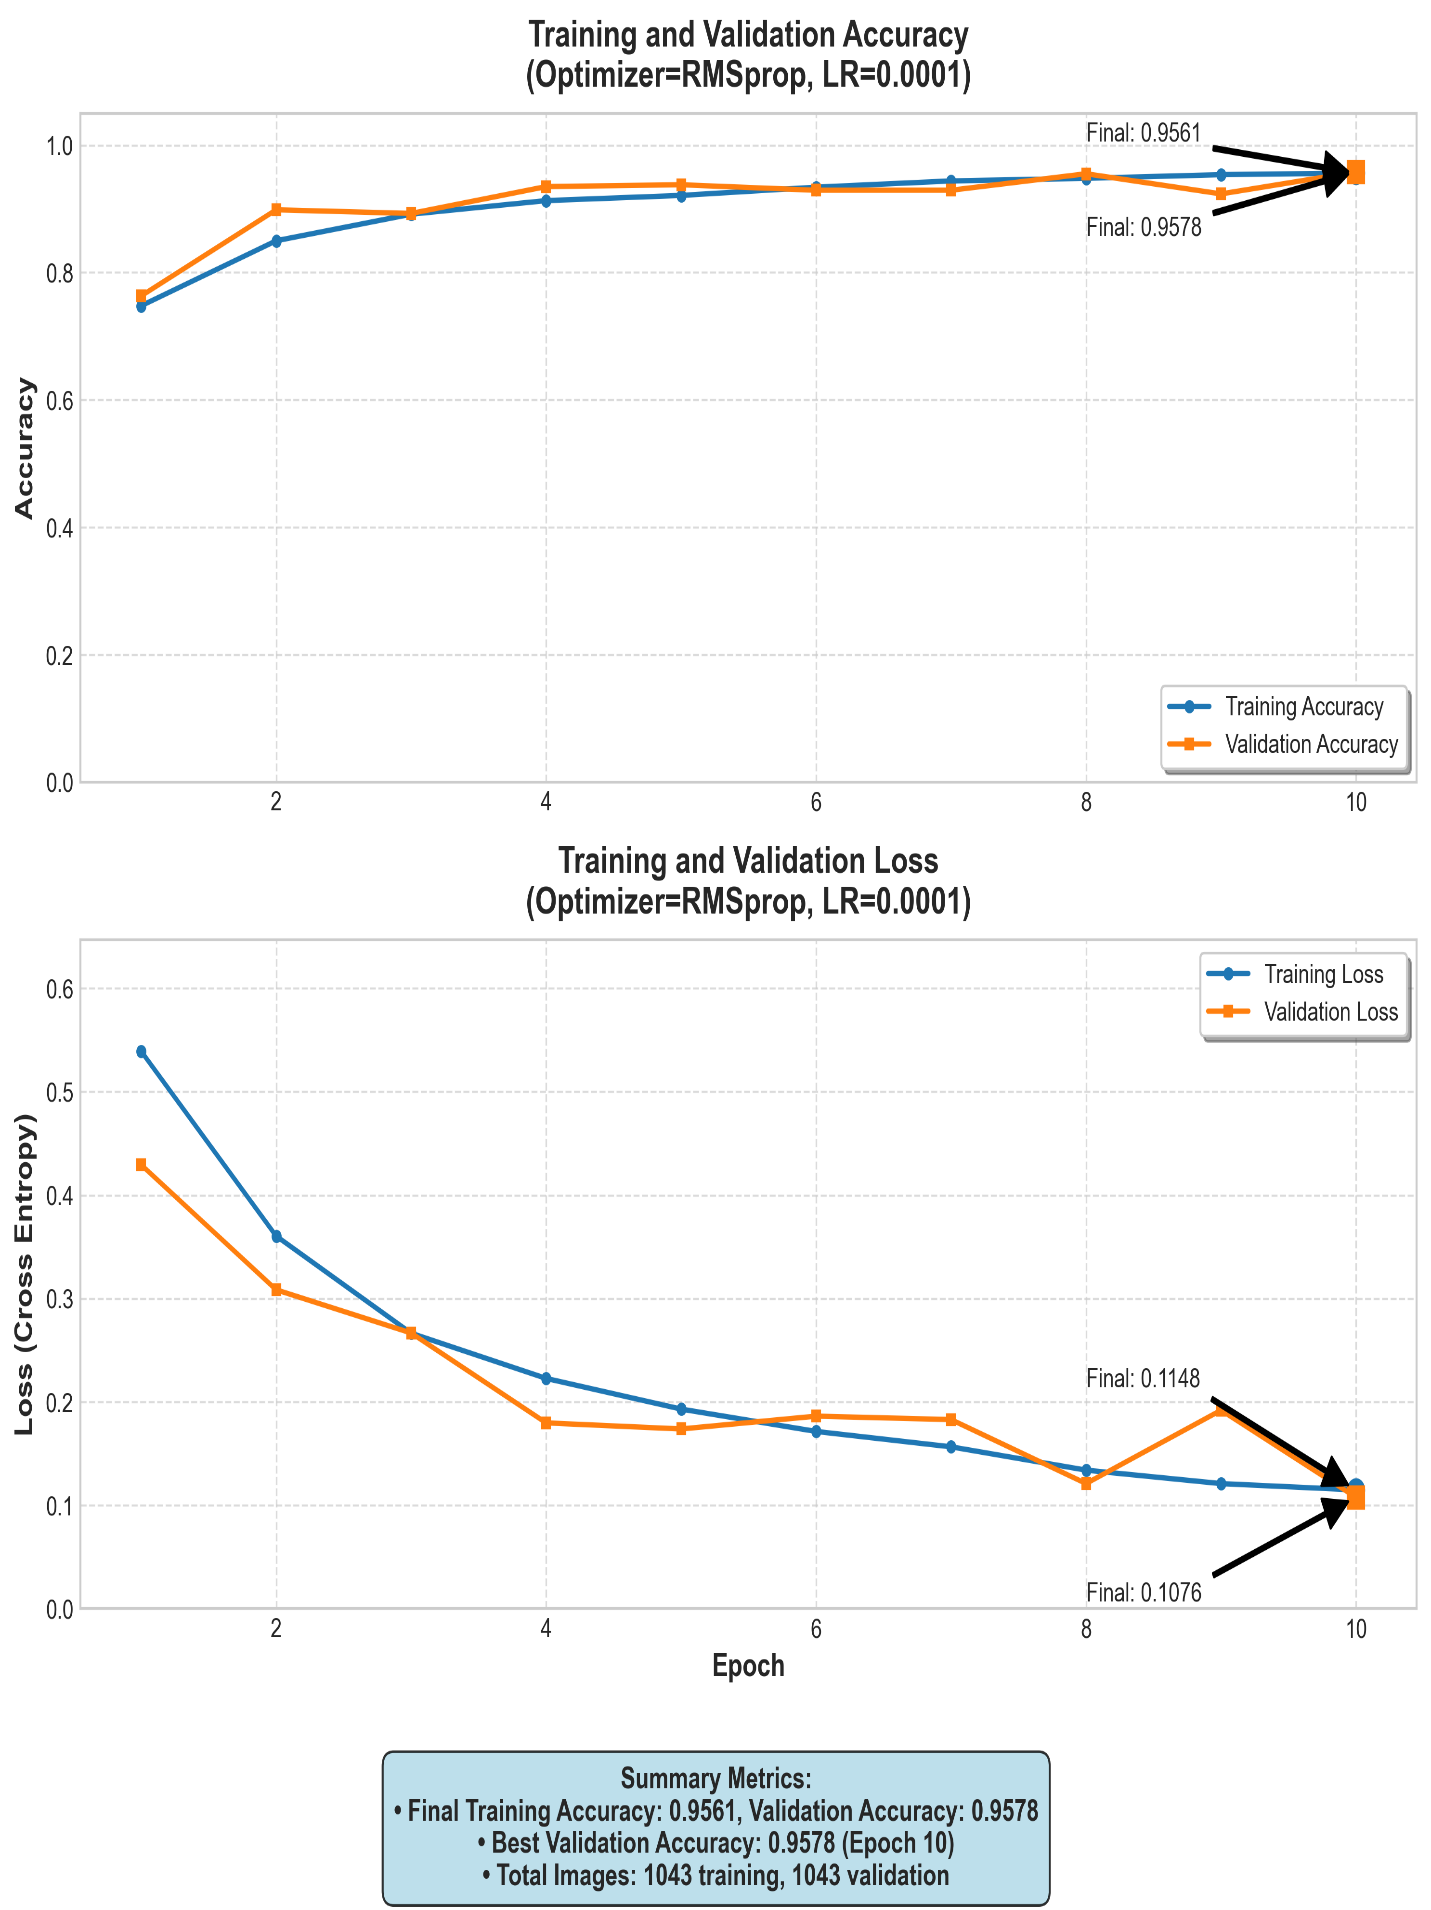 Training and Validation Accuracy
(Optimizer=RMSprop, LR=0.0001)
Accuracy
1.0
0.8
0.6
0.4
0.2
0.0
2
4
6
8
10
Final: 0.9561
Final: 0.9578
Training Accuracy
Validation Accuracy
Training and Validation Loss
(Optimizer=RMSprop, LR=0.0001)
Loss (Cross Entropy)
0.6
0.5
0.4
0.3
0.2
0.1
0.0
2
4
6
8
10
Training Loss
Validation Loss
Final: 0.1148
Final: 0.1076
Epoch
Summary Metrics:
• Final Training Accuracy: 0.9561, Validation Accuracy: 0.9578
• Best Validation Accuracy: 0.9578 (Epoch 10)
• Total Images: 1043 training, 1043 validation